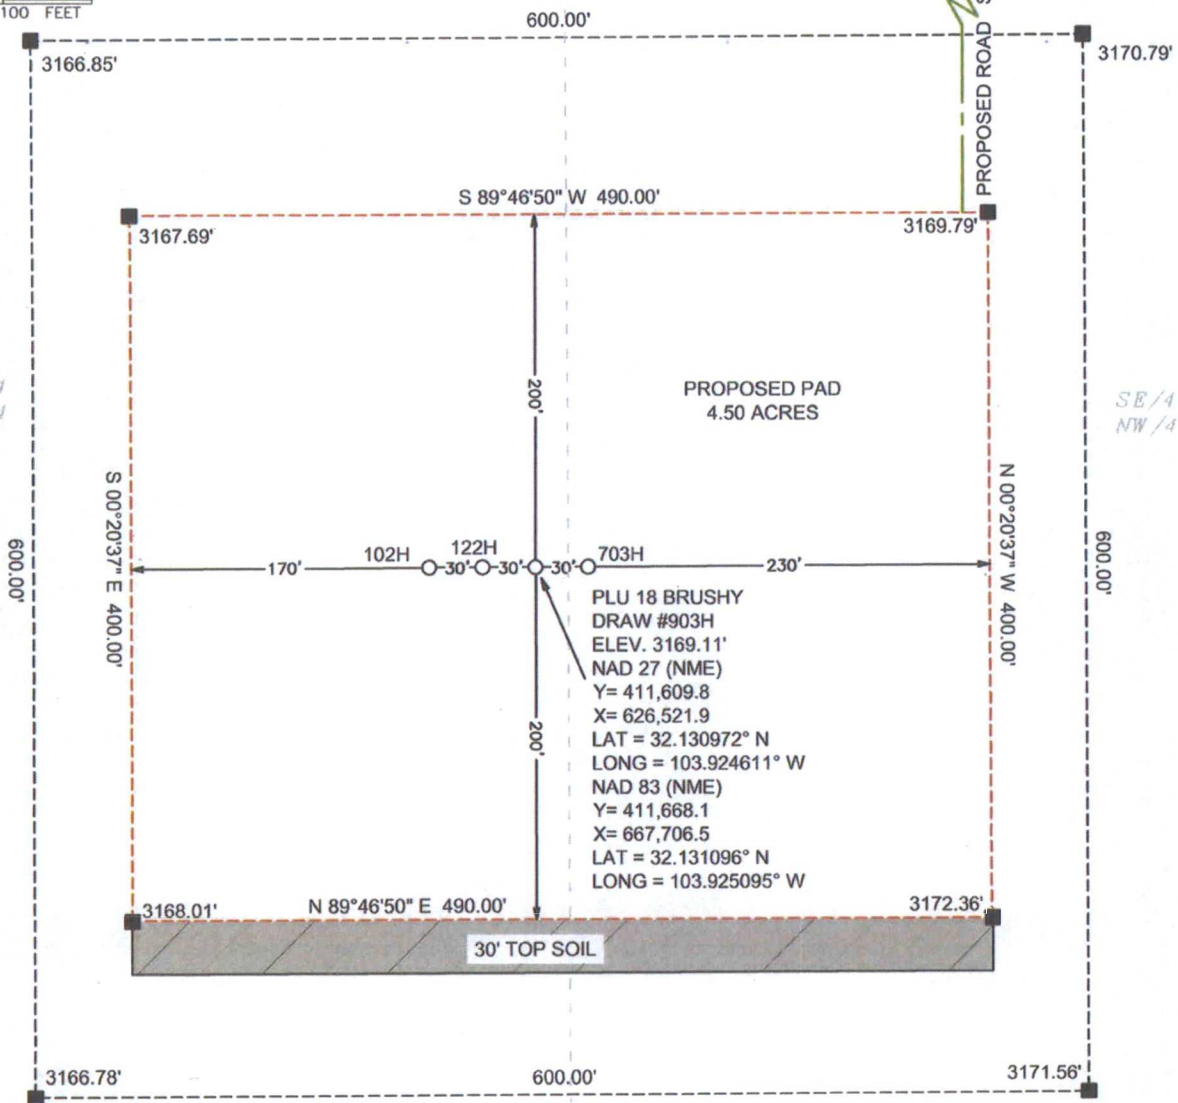 100 FEET
600.00'
PROPOSED ROAD
3166.85'
3170.79'
S 89°46'50" W 490.00'
3167.69'
3169.79'
200'
PROPOSED PAD
4.50 ACRES
SE/4
NW/4
S 00°20'37" E 400.00'
N 00°20'37" W 400.00'
600.00'
600.00'
170'
102H
30'
122H
30'
30'
703H
230'
PLU 18 BRUSHY
DRAW #903H
ELEV. 3169.11'
NAD 27 (NME)
Y= 411,609.8
X= 626,521.9
LAT = 32.130972° N
LONG = 103.924611° W
NAD 83 (NME)
Y= 411,668.1
X= 667,706.5
LAT = 32.131096° N
LONG = 103.925095° W
200'
3168.01'
N 89°46'50" E 490.00'
3172.36'
30' TOP SOIL
3166.78'
600.00'
3171.56'